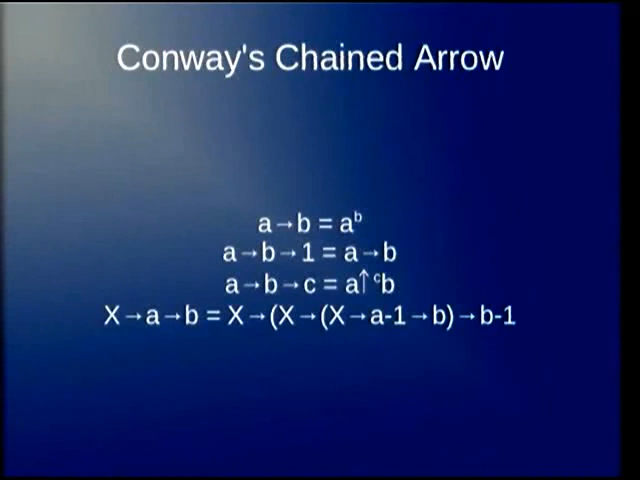 Conway's Chained Arrow
a→b = aᵇ
a→b→1 = a→b
a→b→c = a↑ᶜb
X→a→b = X→(X→(X→a-1→b)→b-1